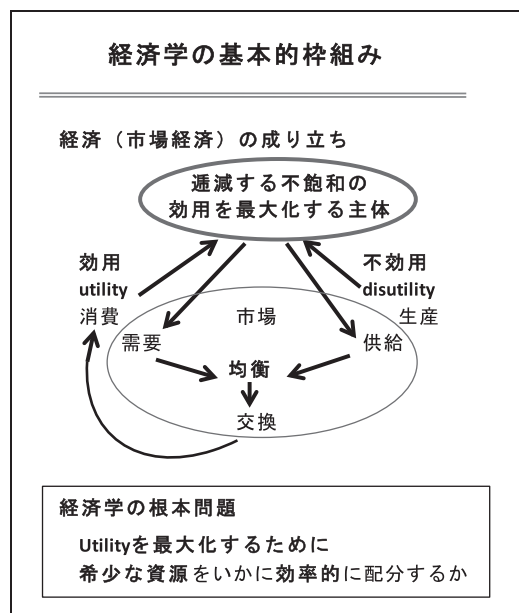 経済学の基本的枠組み
経済（市場経済）の成り立ち
逓減する不飽和の
効用を最大化する主体
効用
utility
消費
不効用
disutility
生産
市場
需要
供給
均衡
交換
経済学の根本問題
Utilityを最大化するために
希少な資源をいかに効率的に配分するか